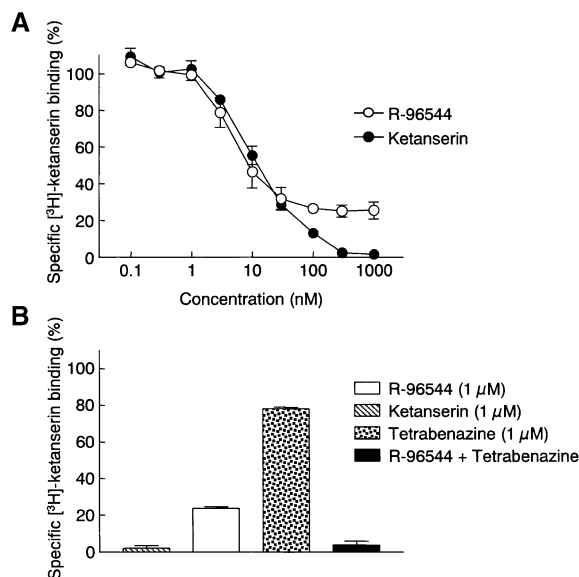 A
Specific [³H]-ketanserin binding (%)
100
80
60
40
20
0
0.1 1 10 100 1000
Concentration (nM)
R-96544
Ketanserin
B
Specific [³H]-ketanserin binding (%)
100
80
60
40
20
0
R-96544 (1 µM)
Ketanserin (1 µM)
Tetrabenazine (1 µM)
R-96544 + Tetrabenazine